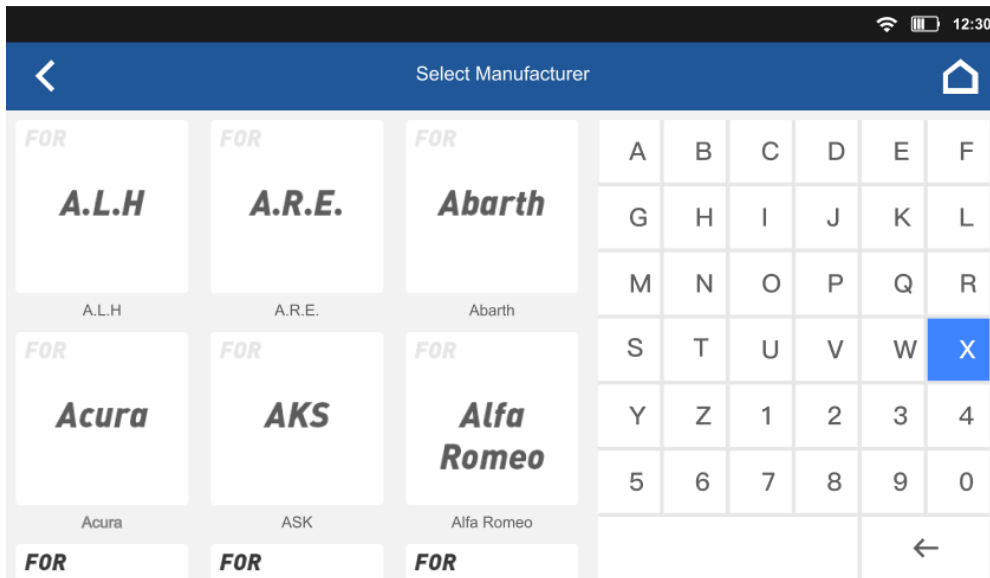 12:30
Select Manufacturer
FOR FOR FOR
A.L.H A.R.E. Abarth
A.L.H A.R.E. Abarth
FOR FOR FOR
Acura AKS Alfa
Romeo
Acura ASK Alfa Romeo
FOR FOR FOR
A B C D E F
G H I J K L
M N O P Q R
S T U V W X
Y Z 1 2 3 4
5 6 7 8 9 0